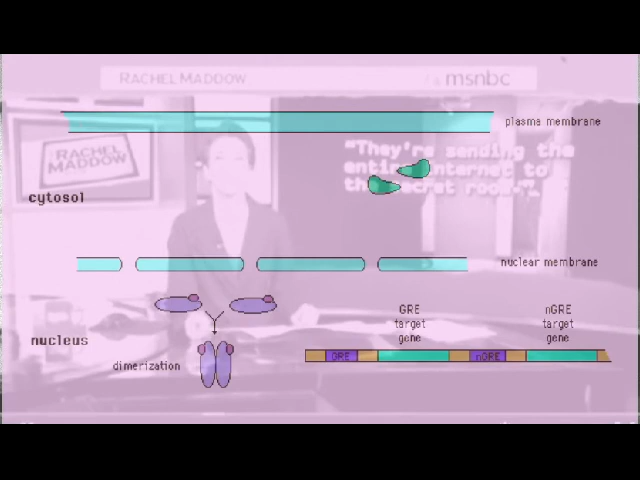 RACHEL MADDOW
msnbc
plasma membrane
RACHEL
MADDOW
"They're sending the
entire internet to
the secret room."
cytosol
nuclear membrane
GRE
target
gene
nGRE
target
gene
nucleus
dimerization
GRE
nGRE